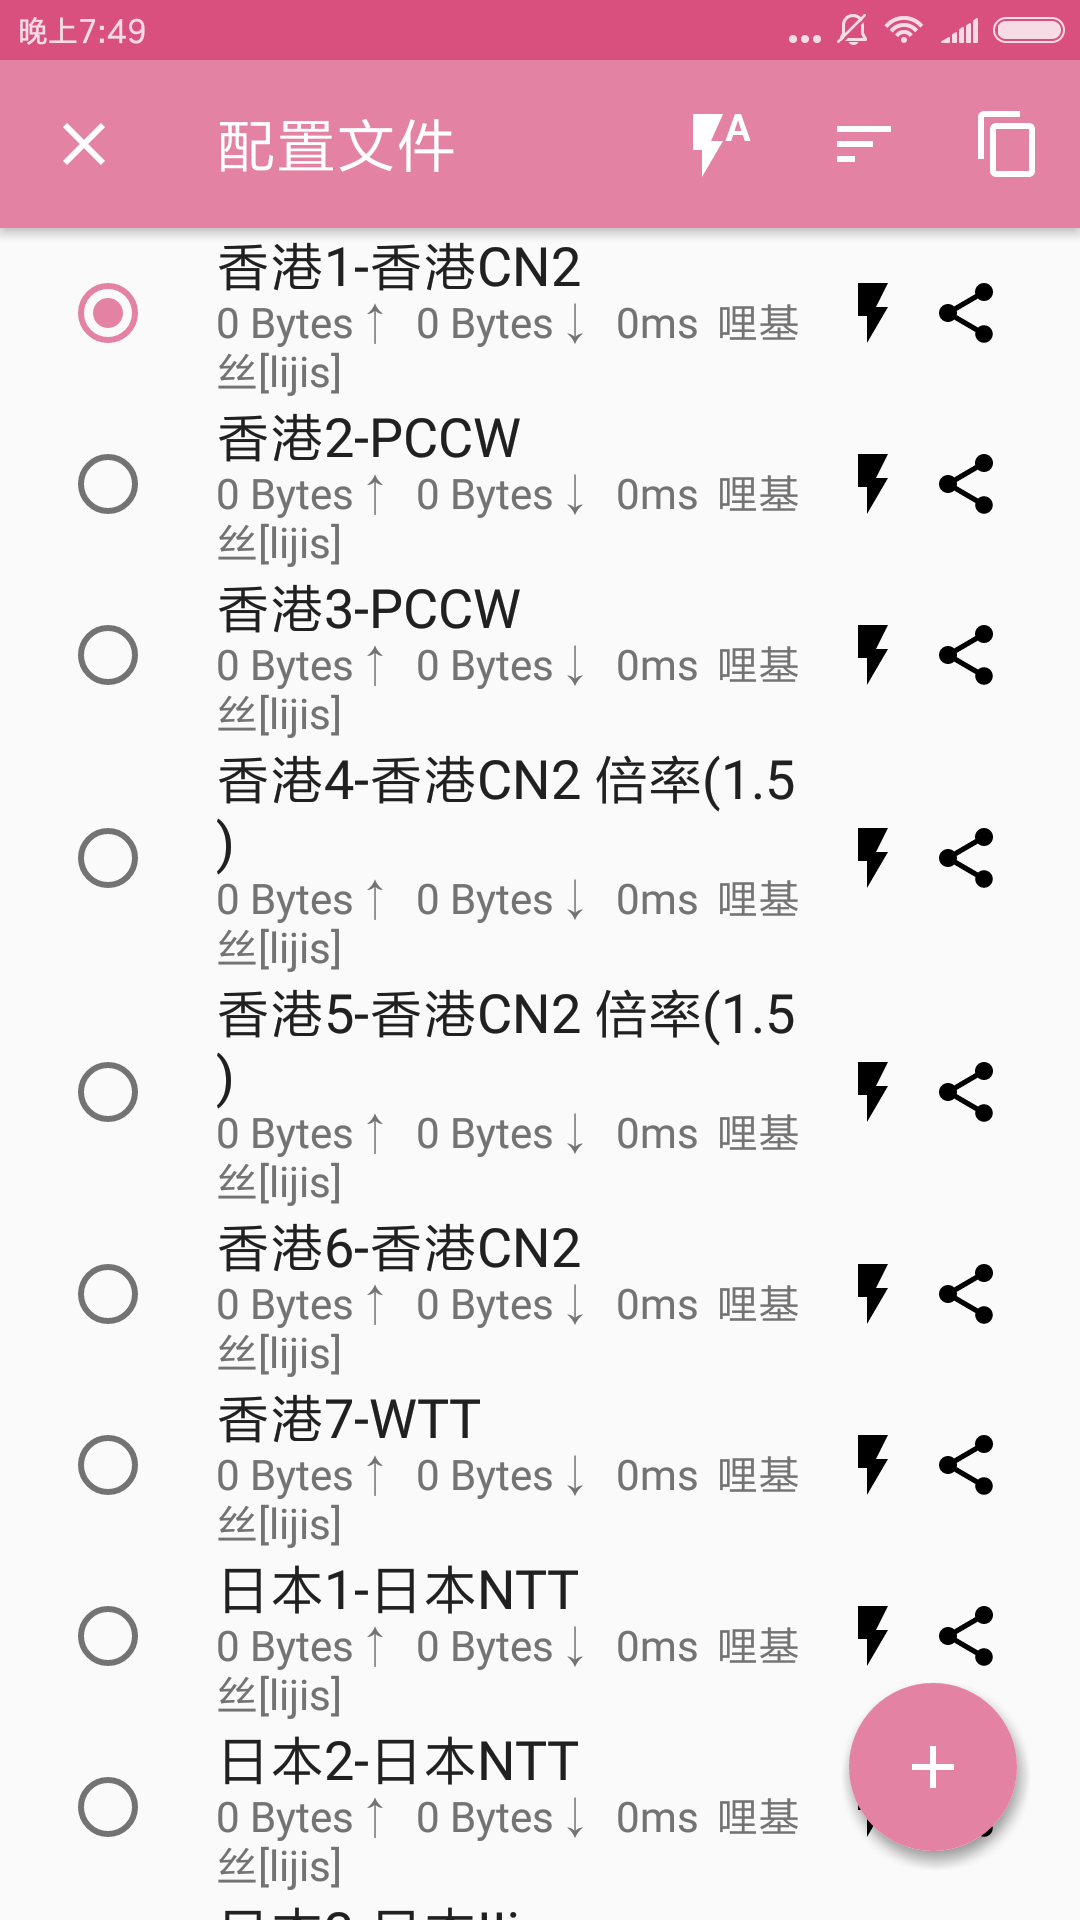 晚上7:49
配置文件
A
香港1-香港CN2
0 Bytes↑ 0 Bytes↓ 0ms 哩基
丝[lijis]
香港2-PCCW
0 Bytes↑ 0 Bytes↓ 0ms 哩基
丝[lijis]
香港3-PCCW
0 Bytes↑ 0 Bytes↓ 0ms 哩基
丝[lijis]
香港4-香港CN2 倍率(1.5
)
0 Bytes↑ 0 Bytes↓ 0ms 哩基
丝[lijis]
香港5-香港CN2 倍率(1.5
)
0 Bytes↑ 0 Bytes↓ 0ms 哩基
丝[lijis]
香港6-香港CN2
0 Bytes↑ 0 Bytes↓ 0ms 哩基
丝[lijis]
香港7-WTT
0 Bytes↑ 0 Bytes↓ 0ms 哩基
丝[lijis]
日本1-日本NTT
0 Bytes↑ 0 Bytes↓ 0ms 哩基
丝[lijis]
日本2-日本NTT
0 Bytes↑ 0 Bytes↓ 0ms 哩基
丝[lijis]